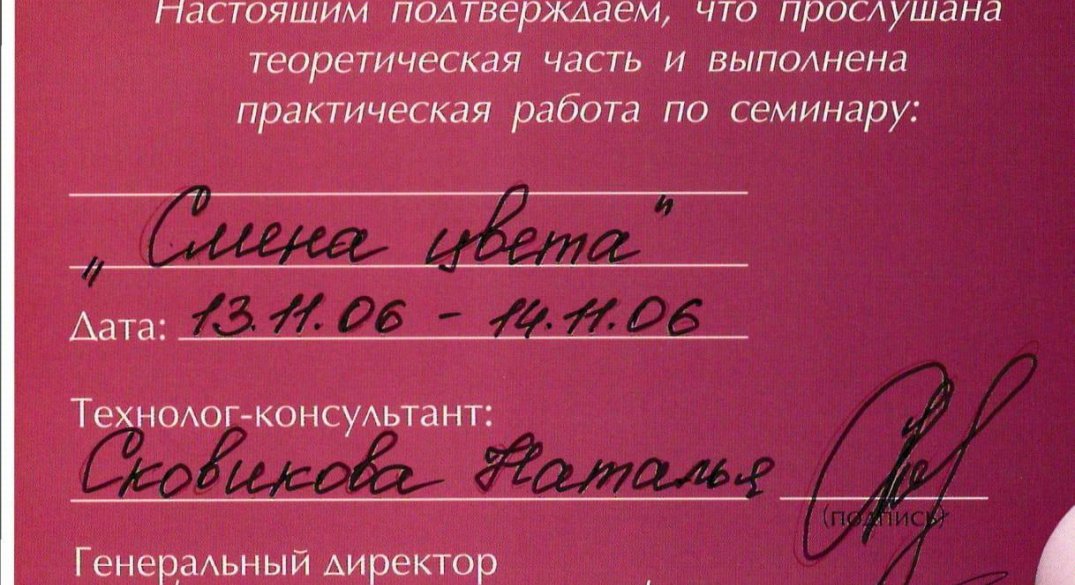 Настоящим подтверждаем, что прослушана
теоретическая часть и выполнена
практическая работа по семинару:
„Смена цвета"
Дата: 13.11.06 - 14.11.06
Технолог-консультант:
Сковикова Наталья
(подпись)
Генеральный директор